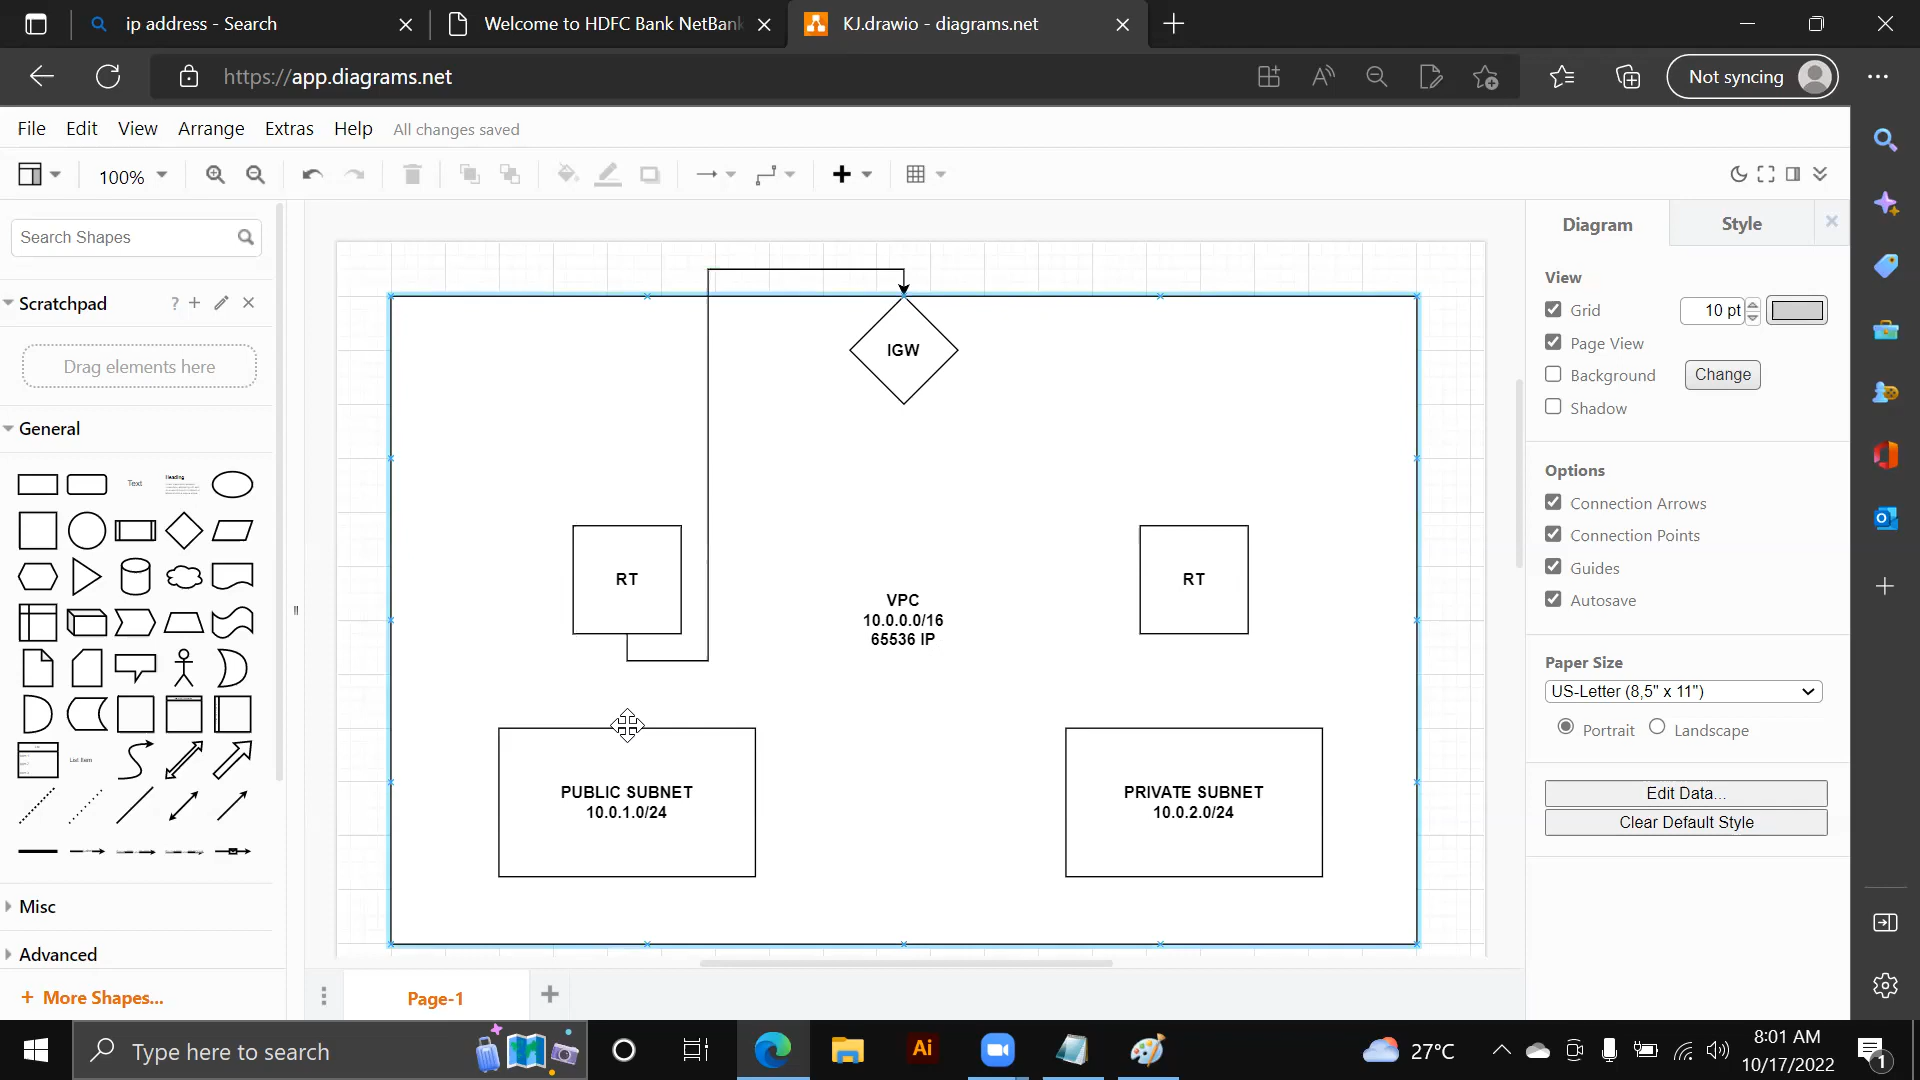 ip address - Search
Welcome to HDFC Bank NetBank
KJ.drawio - diagrams.net
https://app.diagrams.net
Not syncing
File Edit View Arrange Extras Help All changes saved
100%
Search Shapes
Scratchpad
?
Drag elements here
General
Text
Heading
List Item
Misc
Advanced
+ More Shapes...
IGW
RT
RT
VPC
10.0.0.0/16
65536 IP
PUBLIC SUBNET
10.0.1.0/24
PRIVATE SUBNET
10.0.2.0/24
Page-1
Diagram
Style
View
Grid
10 pt
Page View
Background
Change
Shadow
Options
Connection Arrows
Connection Points
Guides
Autosave
Paper Size
US-Letter (8,5" x 11")
Portrait
Landscape
Edit Data...
Clear Default Style
Type here to search
Ai
27°C
8:01 AM
10/17/2022
1